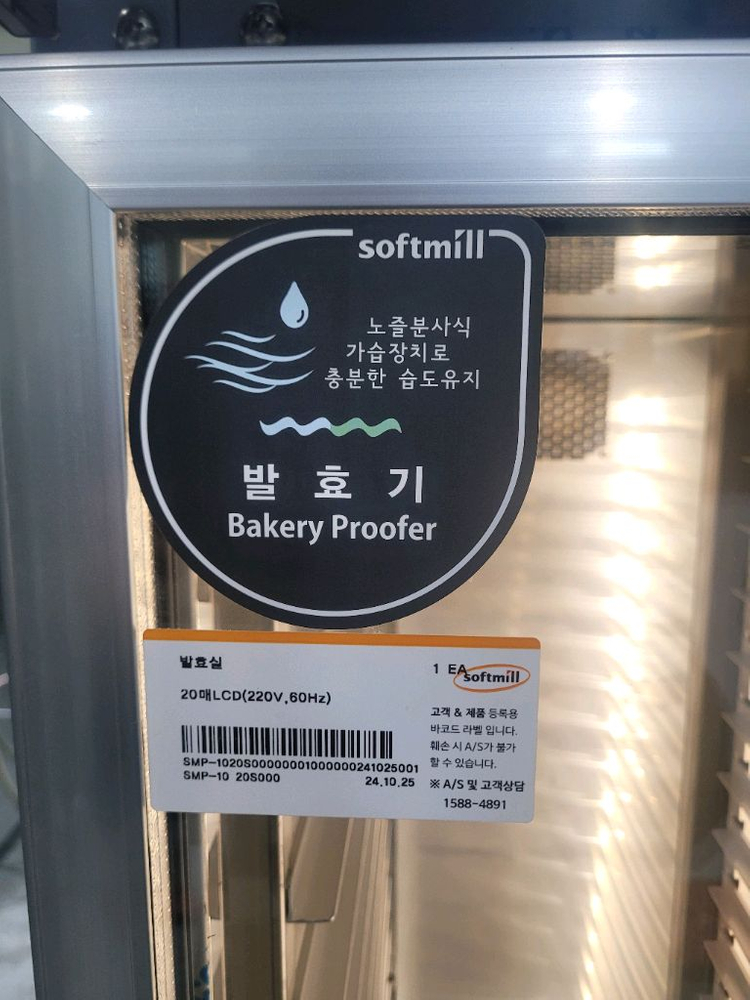 softmill
노즐분사식
가습장치로
충분한 습도유지
발 효 기
Bakery Proofer
발효실
1 EA
softmill
20매LCD(220V,60Hz)
고객 & 제품 등록용
바코드 라벨 입니다.
훼손 시 A/S가 불가
할 수 있습니다.
※ A/S 및 고객상담
1588-4891
SMP-1020S00000001000000241025001
SMP-10 20S000
24.10.25